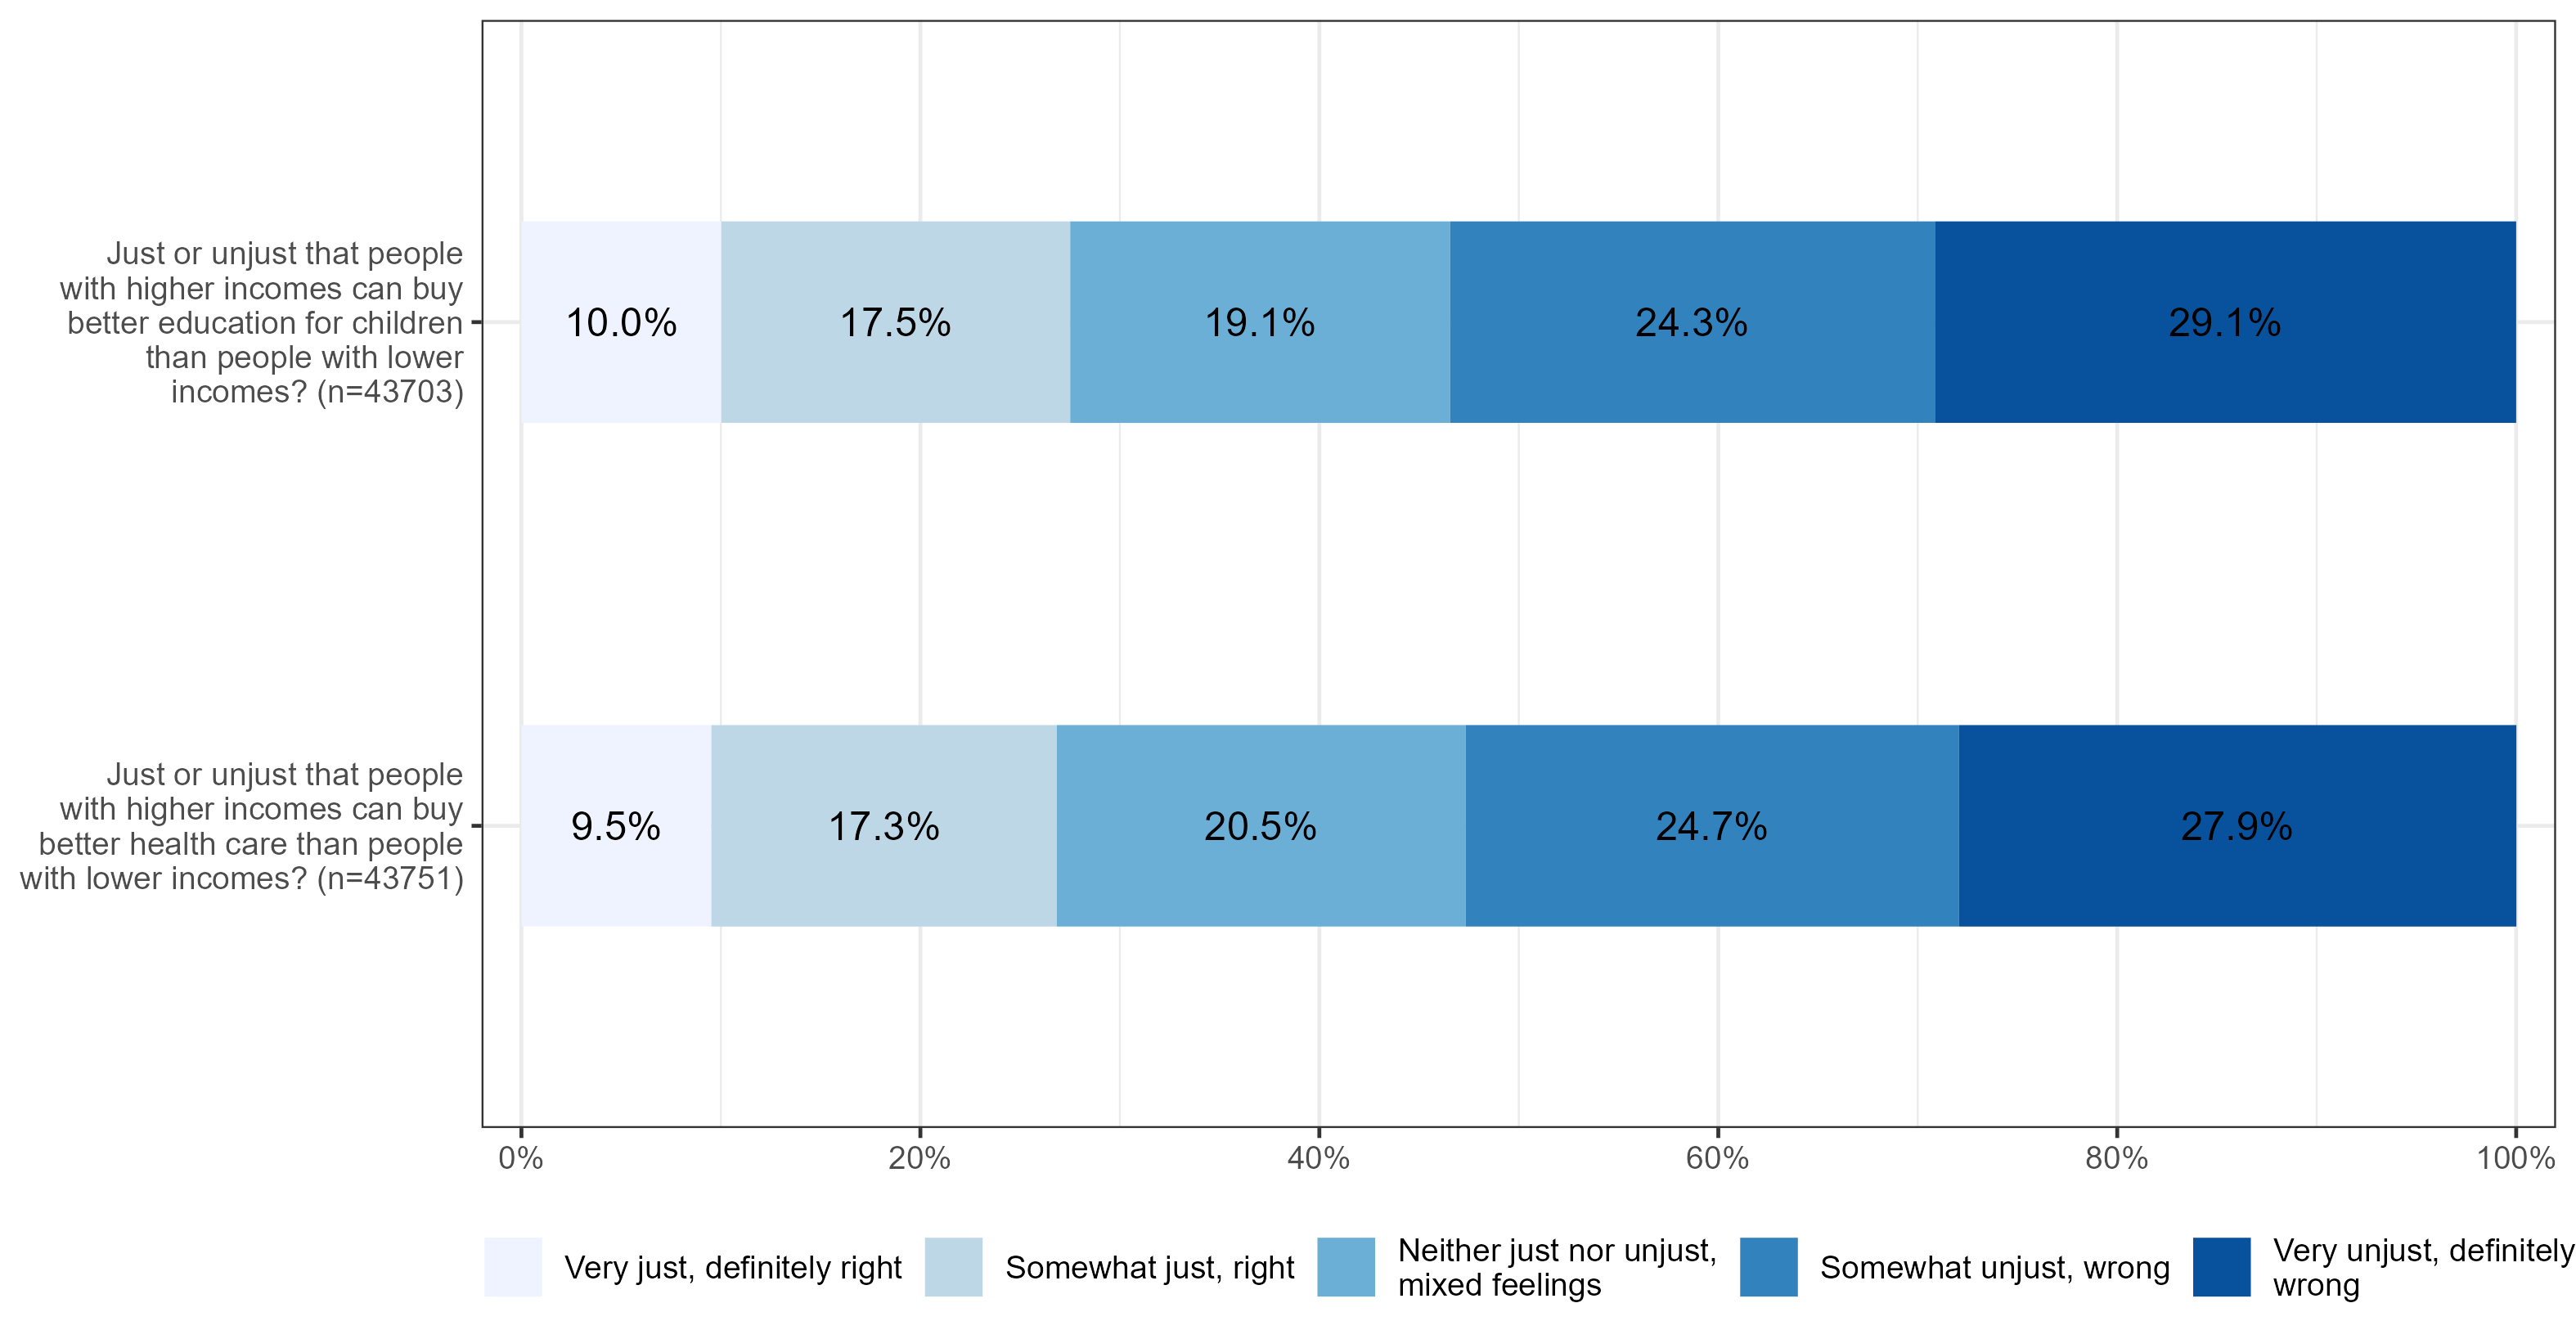 Just or unjust that people
with higher incomes can buy
better education for children
than people with lower
incomes? (n=43703)
10.0%
17.5%
19.1%
24.3%
29.1%
Just or unjust that people
with higher incomes can buy
better health care than people
with lower incomes? (n=43751)
9.5%
17.3%
20.5%
24.7%
27.9%
0%
20%
40%
60%
80%
100%
Very just, definitely right
Somewhat just, right
Neither just nor unjust,
mixed feelings
Somewhat unjust, wrong
Very unjust, definitely
wrong